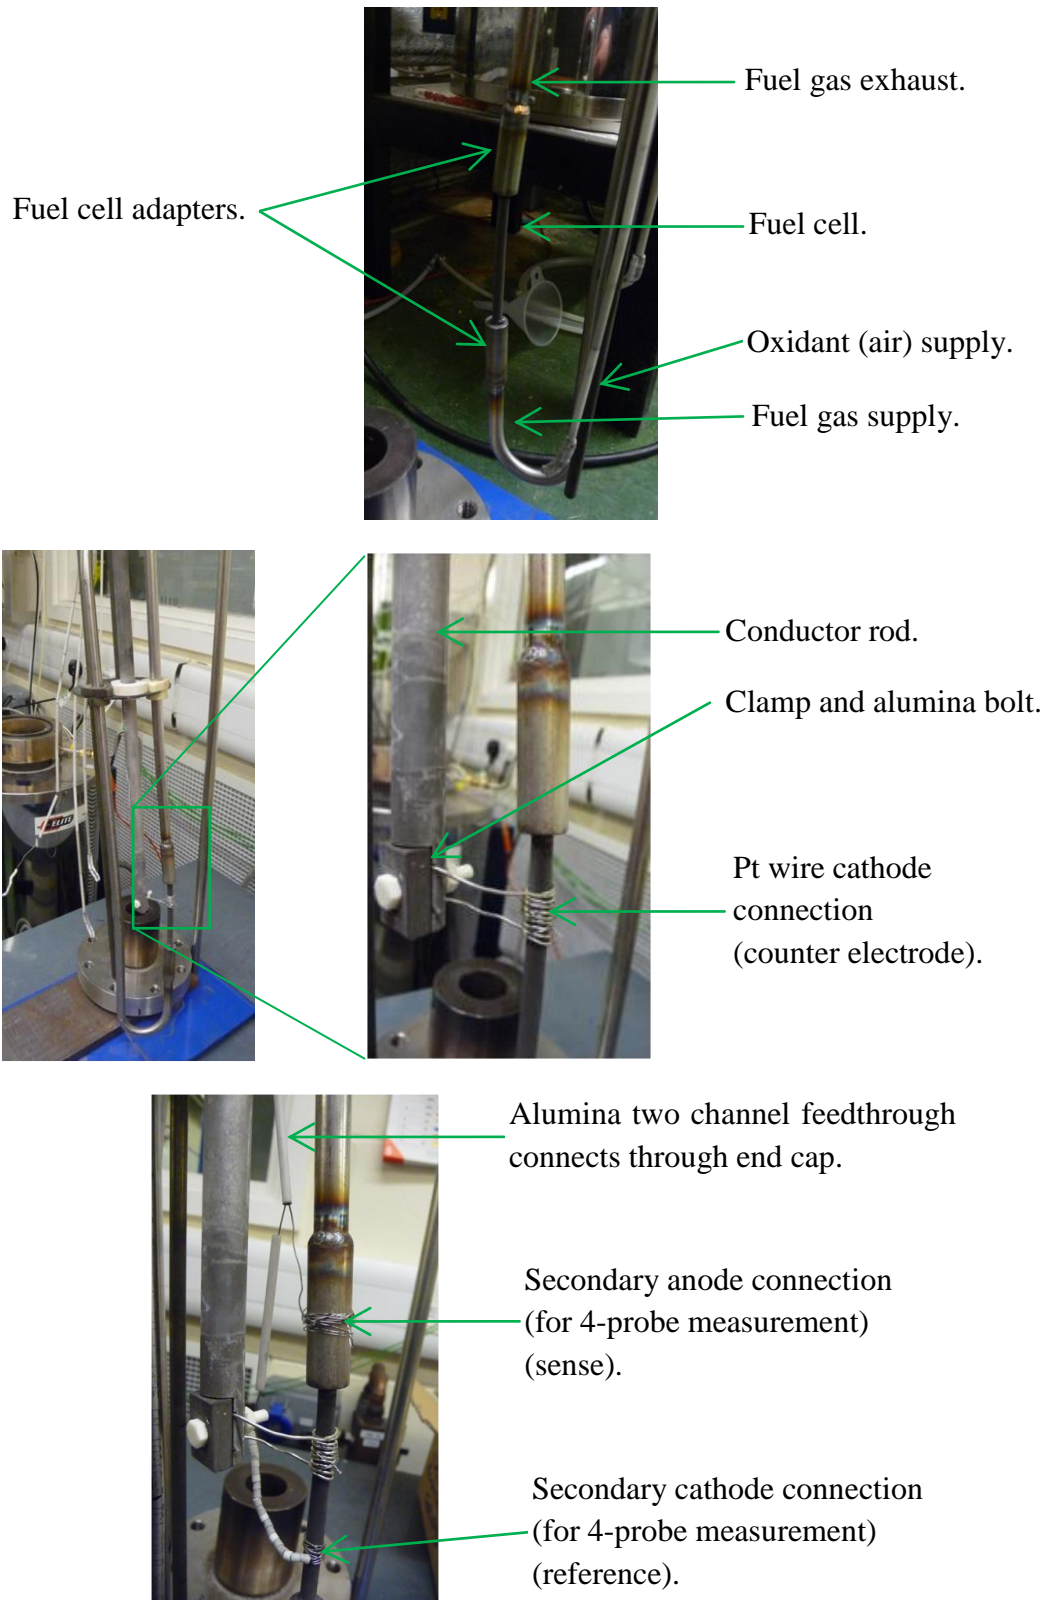 Fuel gas exhaust.
Fuel cell adapters.
Fuel cell.
Oxidant (air) supply.
Fuel gas supply.
Conductor rod.
Clamp and alumina bolt.
Pt wire cathode
connection
(counter electrode).
ELITE
Alumina two channel feedthrough
connects through end cap.
Secondary anode connection
(for 4-probe measurement)
(sense).
Secondary cathode connection
(for 4-probe measurement)
(reference).